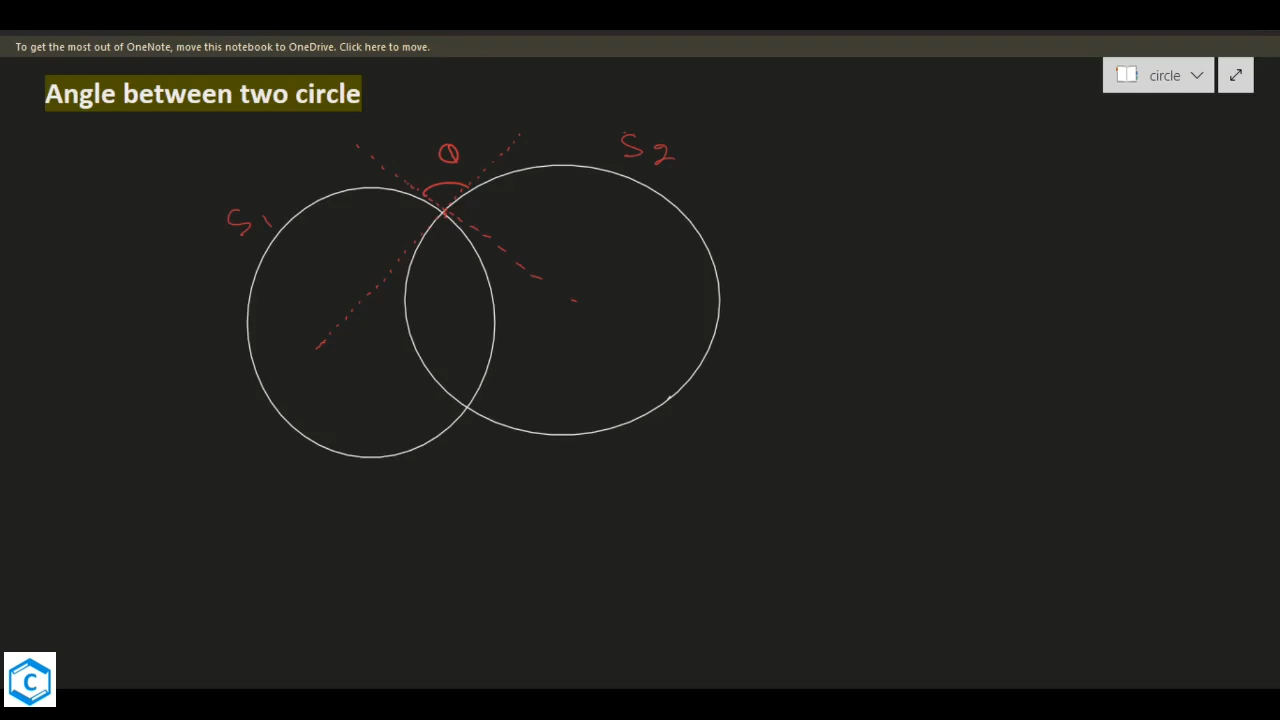 To get the most out of OneNote, move this notebook to OneDrive. Click here to move.
circle
Angle between two circle
θ
S2
S1
C